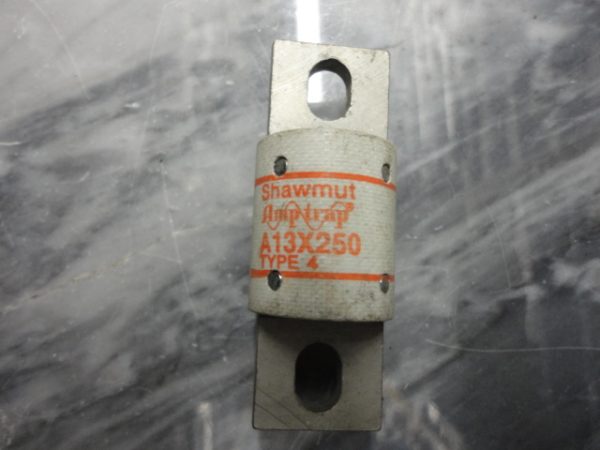 Shawmut
Amp-trap®
A13X250
TYPE 4